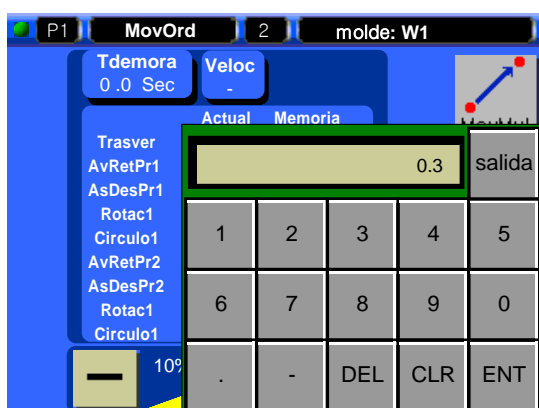 P1 MovOrd 2 molde: W1
Tdemora Veloc
0 .0 Sec -
Actual Memoria
Trasver
AvRetPr1
AsDesPr1
Rotac1
Circulo1
AvRetPr2
AsDesPr2
Rotac1
Circulo1
0.3 salida
1 2 3 4 5
6 7 8 9 0
. - DEL CLR ENT
10%